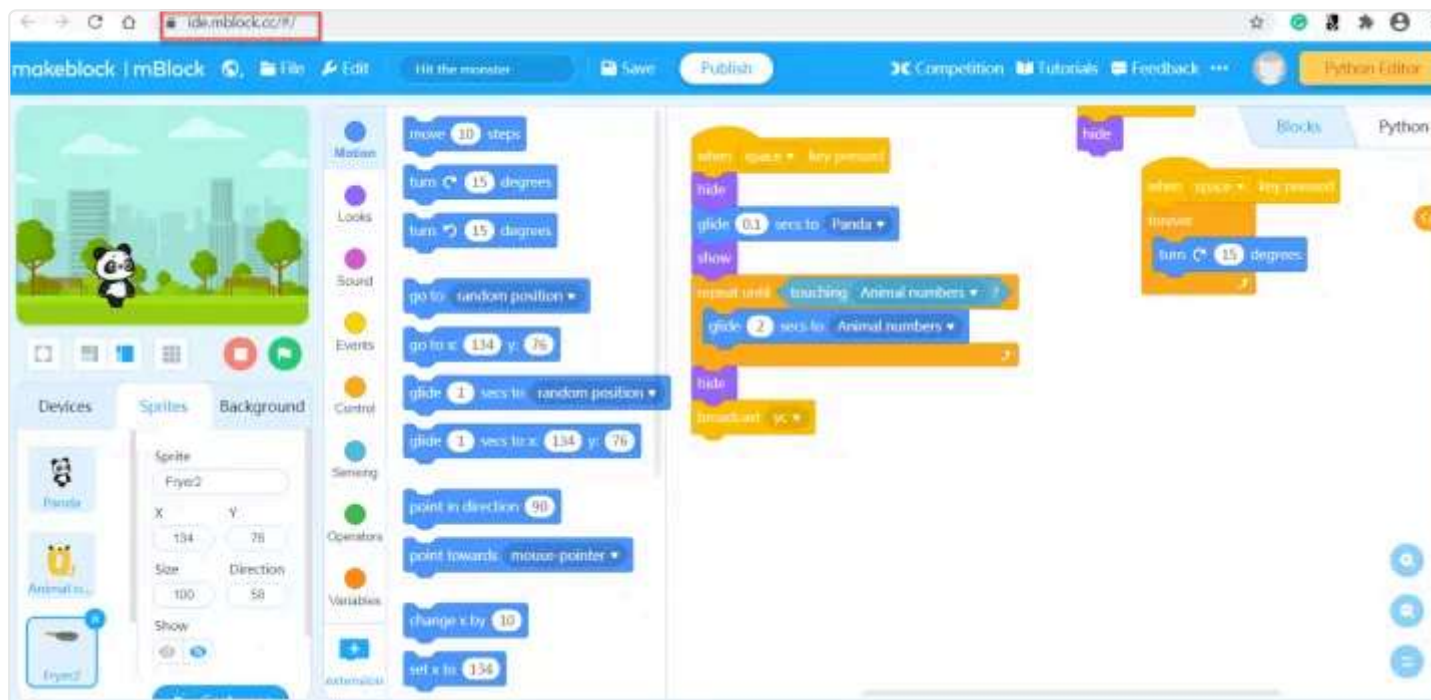 ide.mblock.cc/#/
makeblock | mBlock File Edit Hit the monster Save Publish Competition Tutorials Feedback ••• Python Editor
Motion
Looks
Sound
Events
Control
Sensing
Operators
Variables
extension
move 10 steps
turn 15 degrees
turn 15 degrees
go to random position
go to x: 134 y: 76
glide 1 secs to random position
glide 1 secs to x: 134 y: 76
point in direction 90
point towards mouse-pointer
change x by 10
set x to 134
when space key pressed
hide
glide 0.1 secs to Panda
show
repeat until touching Animal numbers ?
glide 2 secs to Animal numbers
hide
broadcast yc
hide
Blocks Python
when space key pressed
forever
turn 15 degrees
Devices Sprites Background
Panda
Animal n...
Fryer2
Sprite
Fryer2
X Y
134 76
Size Direction
100 58
Show